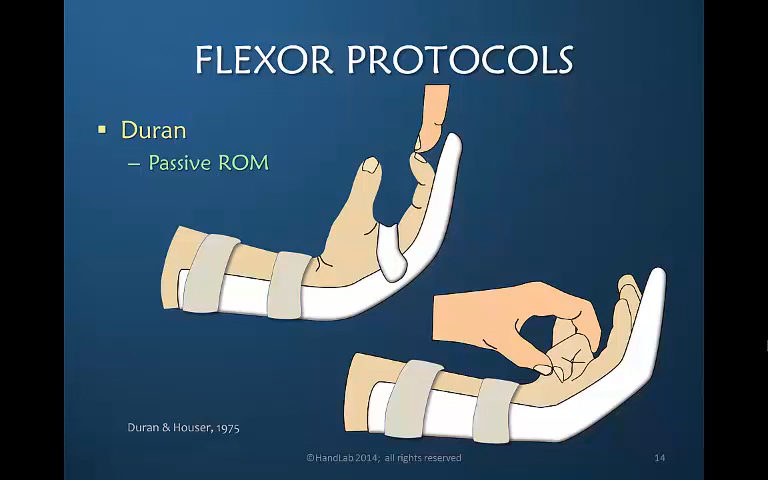 FLEXOR PROTOCOLS
▪ Duran
– Passive ROM
Duran & Houser, 1975
©HandLab 2014; all rights reserved
14